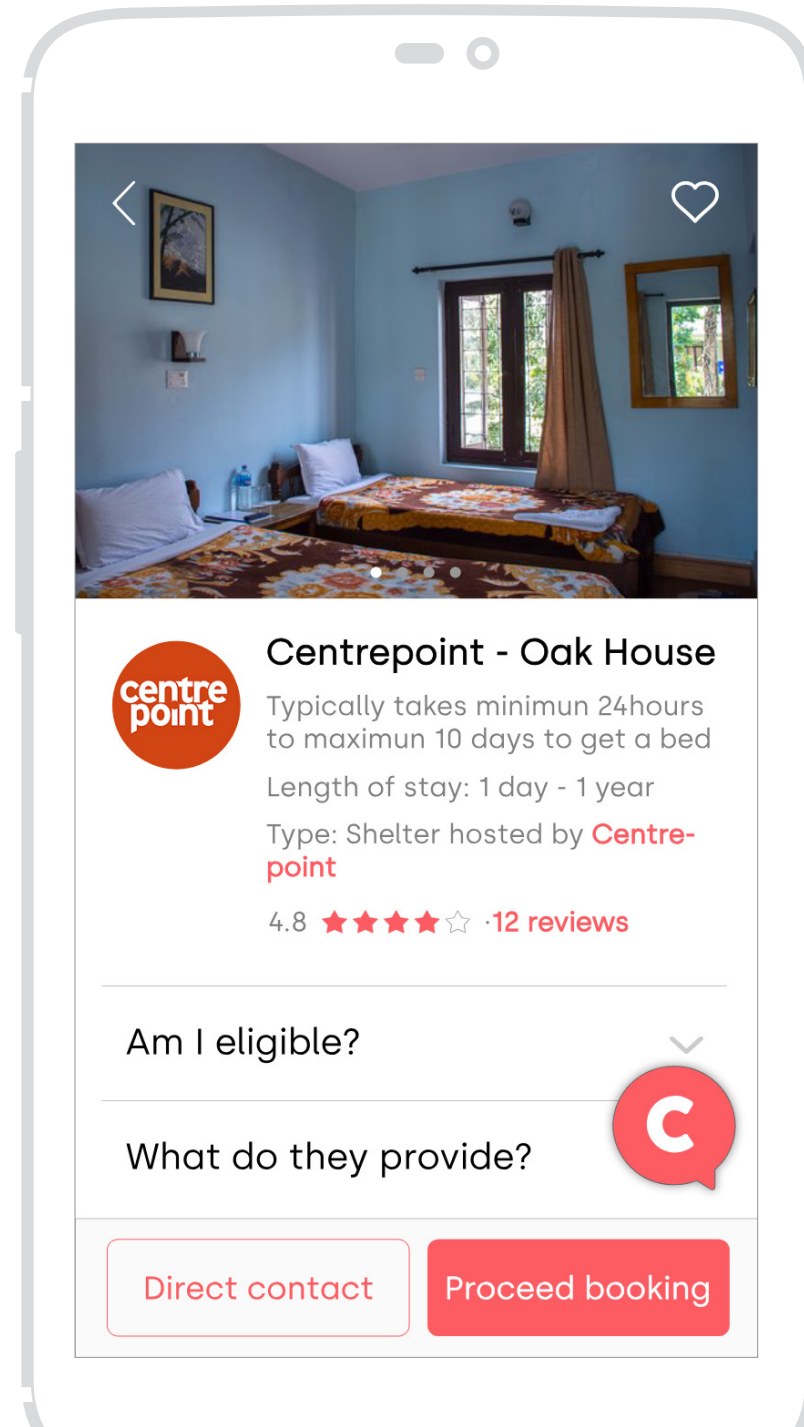 Centrepoint - Oak House
centre
point
Typically takes minimun 24hours
to maximun 10 days to get a bed
Length of stay: 1 day - 1 year
Type: Shelter hosted by Centre-
point
4.8 ·12 reviews
Am I eligible?
C
What do they provide?
Direct contact
Proceed booking